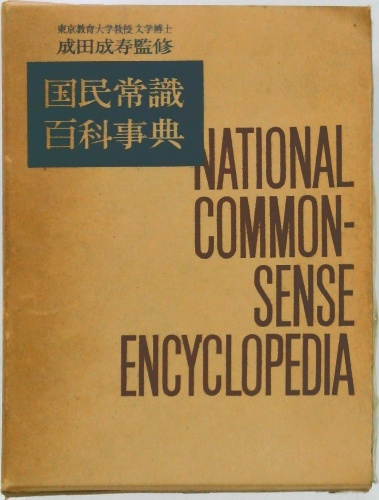 東京教育大学教授 文学博士
成田成寿監修
国民常識
百科事典
NATIONAL
COMMON-
SENSE
ENCYCLOPEDIA